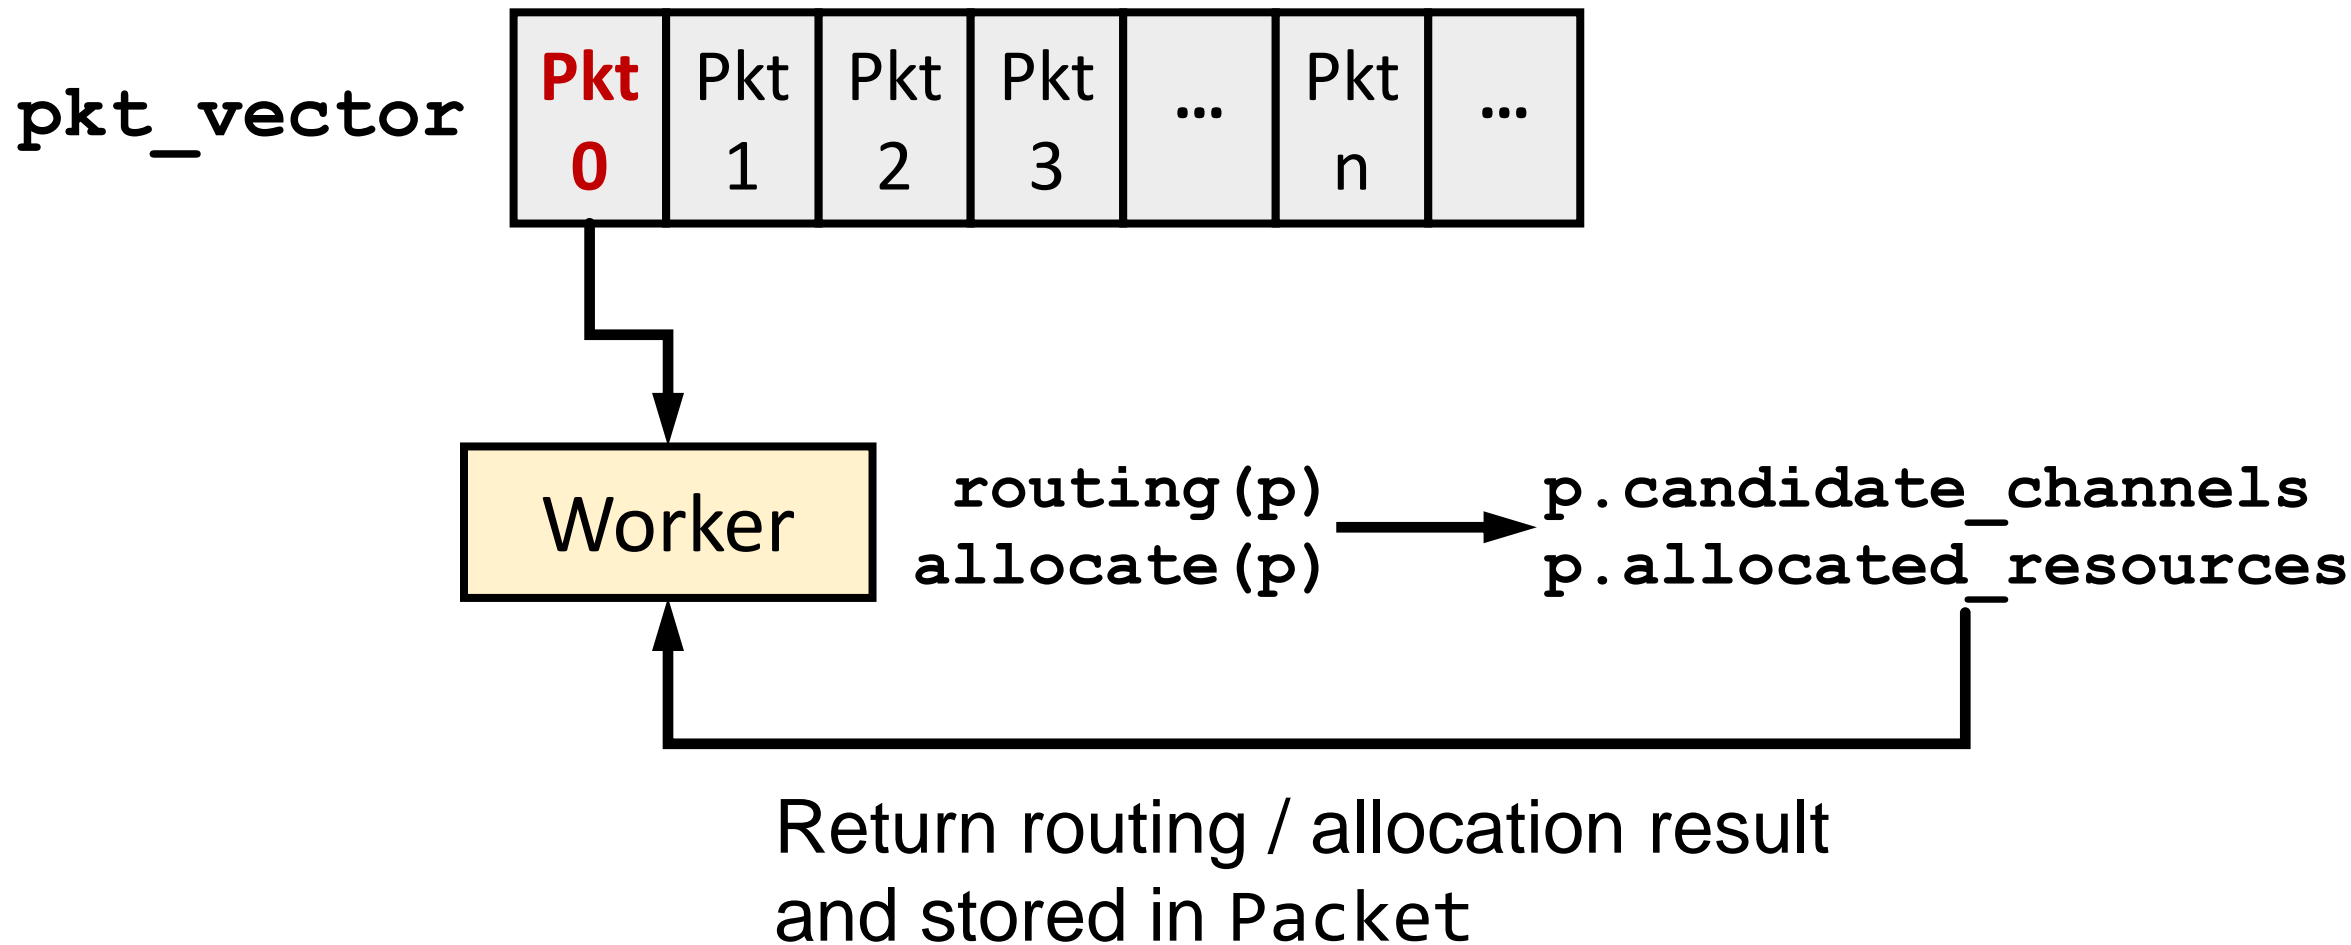 pkt_vector
Pkt 0
Pkt 1
Pkt 2
Pkt 3
...
Pkt n
...
Worker
routing(p)
allocate(p)
p.candidate_channels
p.allocated_resources
Return routing / allocation result
and stored in Packet